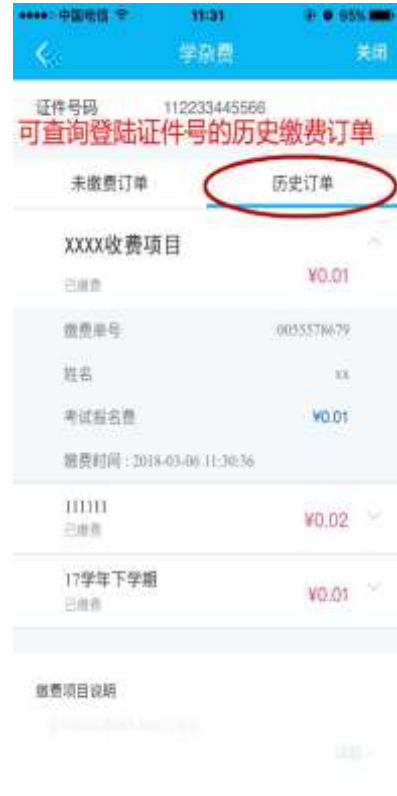 中国电信 11:31 95%
学杂费 关闭
证件号码 112233445566
可查询登陆证件号的历史缴费订单
未缴费订单 历史订单
XXXX收费项目
已缴费 ¥0.01
缴费单号 0055578679
姓名 xx
考试报名费 ¥0.01
缴费时间：2018-03-06 11:30:36
111111
已缴费 ¥0.02
17学年下学期
已缴费 ¥0.01
缴费项目说明